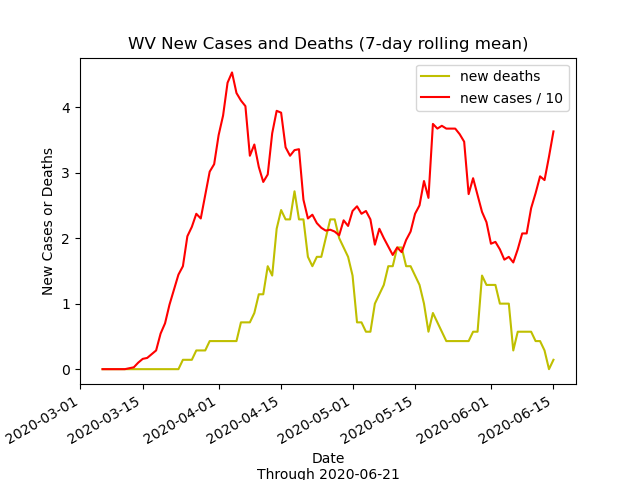 WV New Cases and Deaths (7-day rolling mean)
new deaths
new cases / 10
New Cases or Deaths
4
3
2
1
0
2020-03-01
2020-03-15
2020-04-01
2020-04-15
2020-05-01
2020-05-15
2020-06-01
2020-06-15
Date
Through 2020-06-21